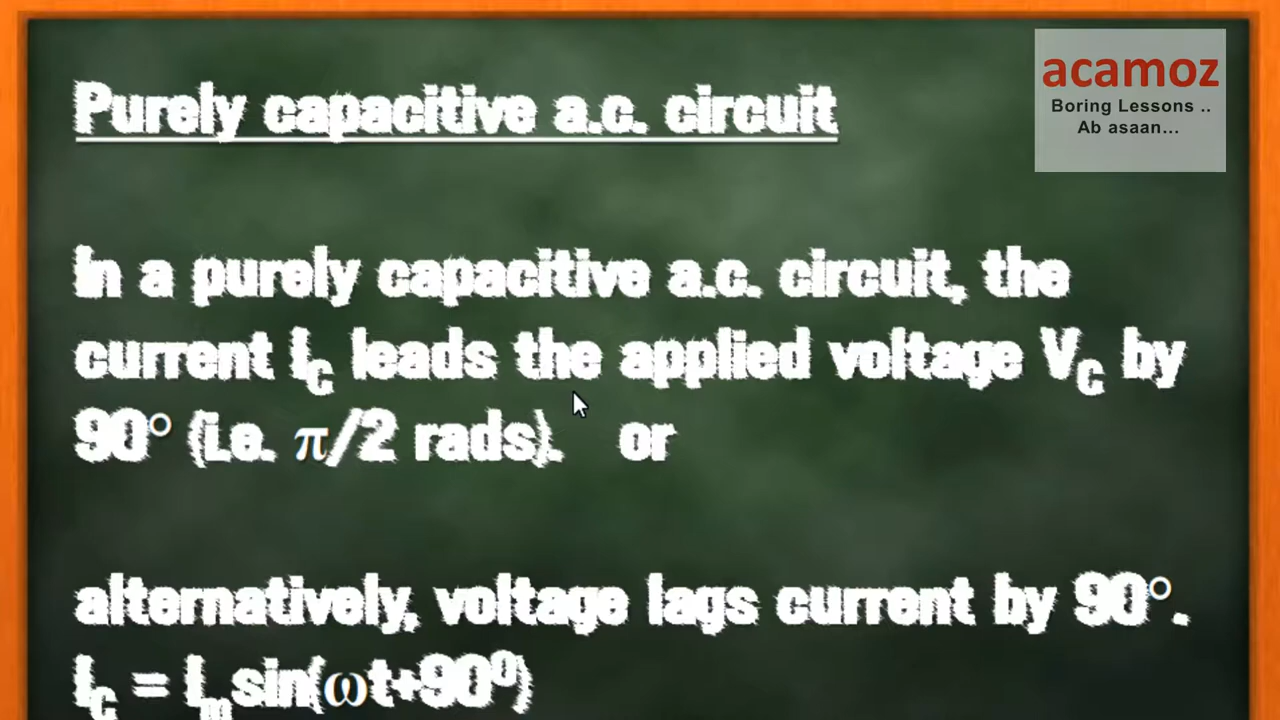 acamoz
Boring Lessons ..
Ab asaan...
Purely capacitive a.c. circuit
In a purely capacitive a.c. circuit, the
current I_C leads the applied voltage V_C by
90° (i.e. π/2 rads). or
alternatively, voltage lags current by 90°.
I_C = I_m sin(ωt+90⁰)